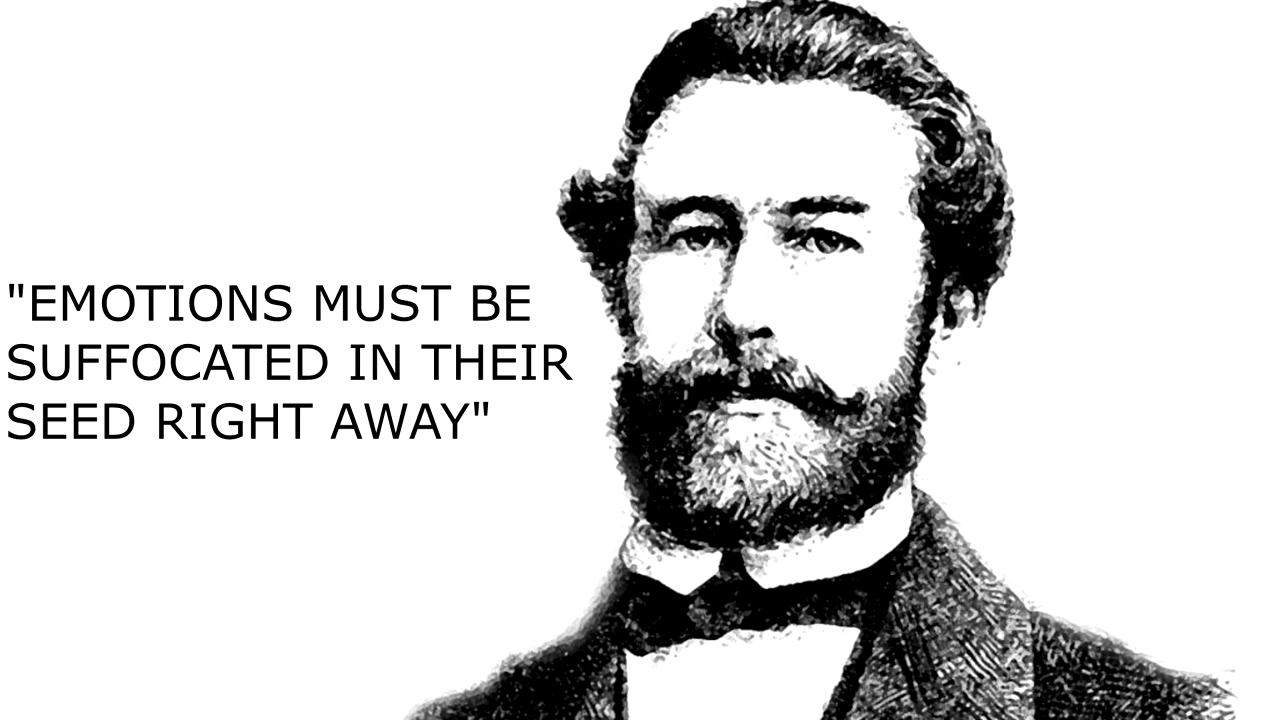 "EMOTIONS MUST BE
SUFFOCATED IN THEIR
SEED RIGHT AWAY"